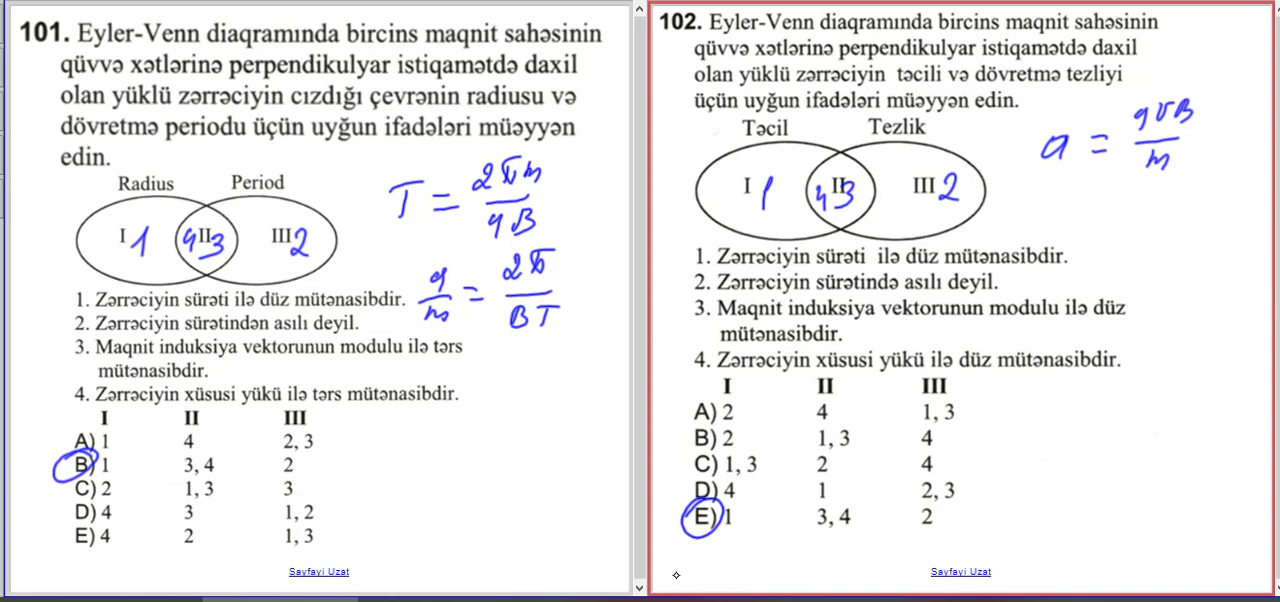 101. Eyler-Venn diaqramında bircins maqnit sahəsinin
qüvvə xətlərinə perpendikulyar istiqamətdə daxil
olan yüklü zərrəciyin cızdığı çevrənin radiusu və
dövretmə periodu üçün uyğun ifadələri müəyyən
edin.
Radius Period
I 1 II 4 3 III 2
T = 2πm / qB
q/m = 2π / BT
1. Zərrəciyin sürəti ilə düz mütənasibdir.
2. Zərrəciyin sürətindən asılı deyil.
3. Maqnit induksiya vektorunun modulu ilə tərs
mütənasibdir.
4. Zərrəciyin xüsusi yükü ilə tərs mütənasibdir.
I II III
A) 1 4 2, 3
B) 1 3, 4 2
C) 2 1, 3 3
D) 4 3 1, 2
E) 4 2 1, 3
Sayfayi Uzat
102. Eyler-Venn diaqramında bircins maqnit sahəsinin
qüvvə xətlərinə perpendikulyar istiqamətdə daxil
olan yüklü zərrəciyin təcili və dövretmə tezliyi
üçün uyğun ifadələri müəyyən edin.
Təcil Tezlik
a = qυB / m
I 1 II 4 3 III 2
1. Zərrəciyin sürəti ilə düz mütənasibdir.
2. Zərrəciyin sürətində asılı deyil.
3. Maqnit induksiya vektorunun modulu ilə düz
mütənasibdir.
4. Zərrəciyin xüsusi yükü ilə düz mütənasibdir.
I II III
A) 2 4 1, 3
B) 2 1, 3 4
C) 1, 3 2 4
D) 4 1 2, 3
E) 1 3, 4 2
Sayfayi Uzat